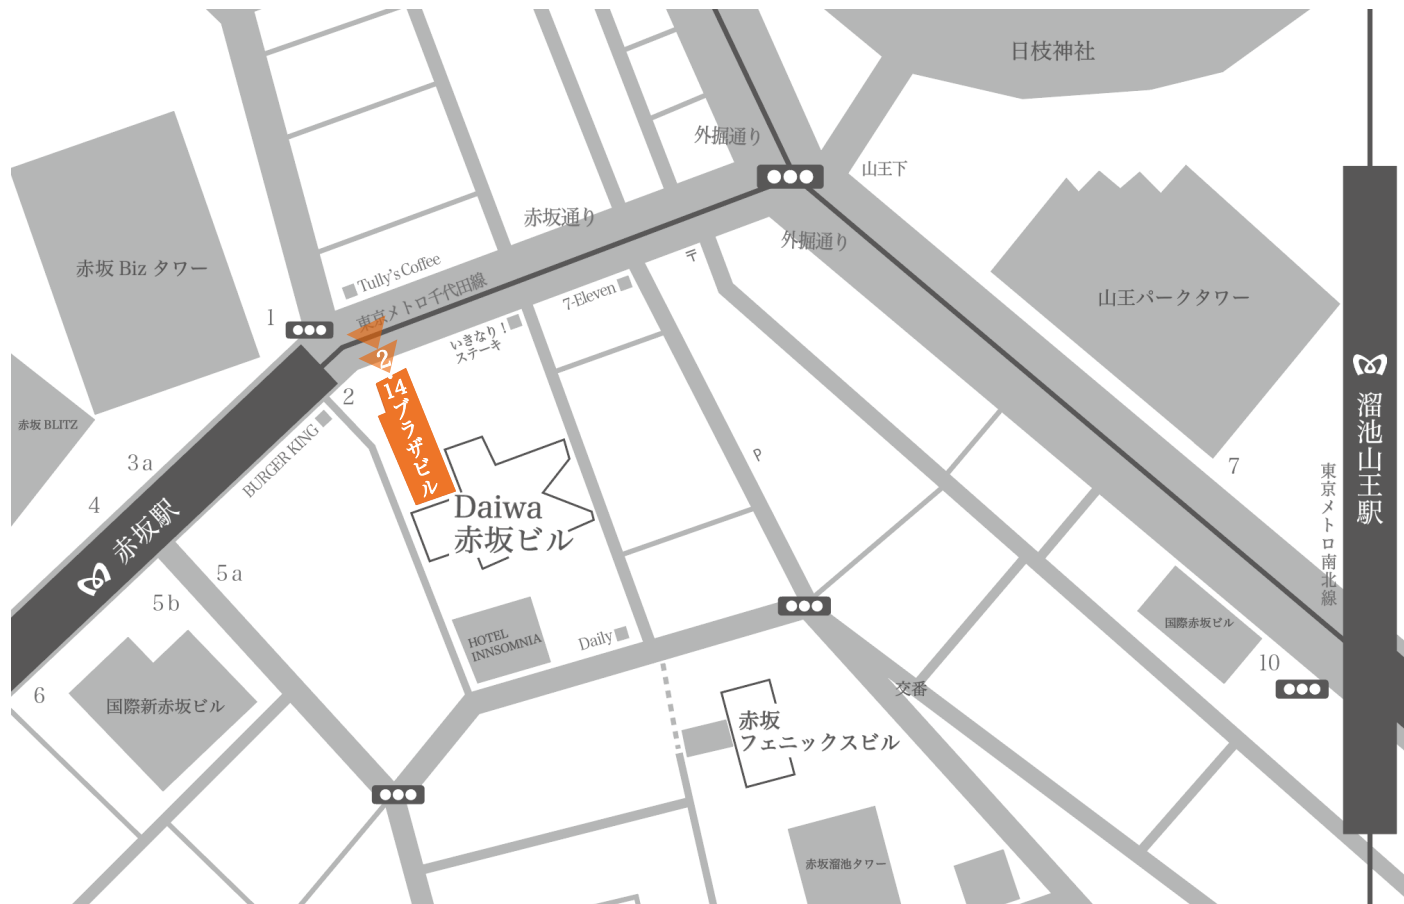 日枝神社
外掘通り
山王下
赤坂通り
外掘通り
〒
Tully's Coffee
赤坂 Biz タワー
東京メトロ千代田線
7-Eleven
山王パークタワー
1
いきなり！
ステーキ
2
2
14
プラザビル
赤坂 BLITZ
BURGER KING
3a
4
P
7
溜池山王駅
東京メトロ南北線
Daiwa
赤坂ビル
赤坂駅
5a
5b
国際赤坂ビル
HOTEL
INNSOMNIA
Daily
10
6
交番
国際新赤坂ビル
赤坂
フェニックスビル
赤坂溜池タワー